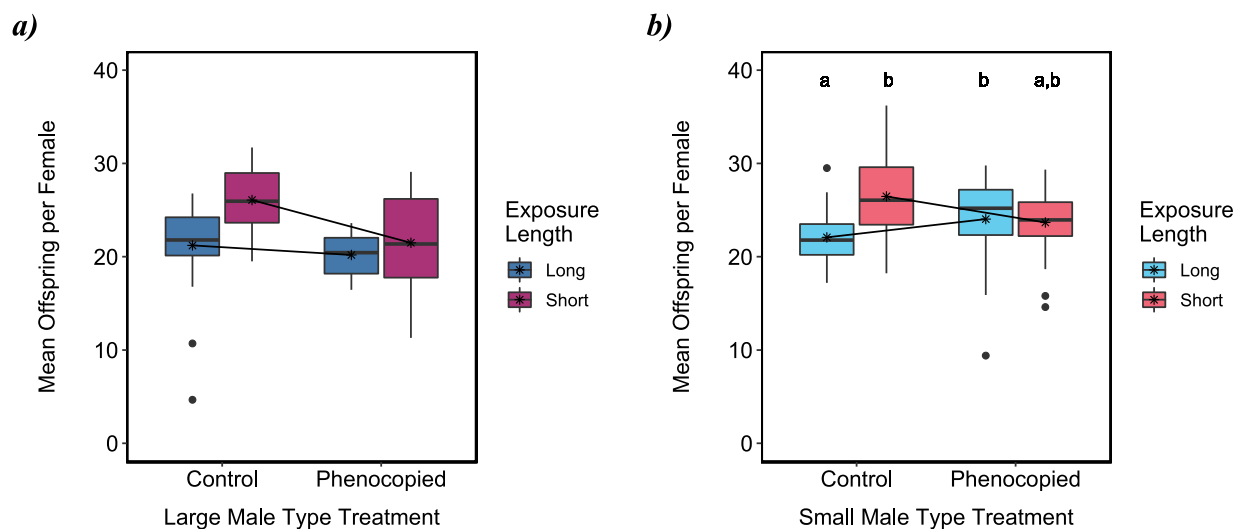 a)
Mean Offspring per Female
40
30
20
10
0
Control Phenocopied
Large Male Type Treatment
Exposure
Length
Long
Short
b)
Mean Offspring per Female
40
30
20
10
0
a b b a,b
Control Phenocopied
Small Male Type Treatment
Exposure
Length
Long
Short